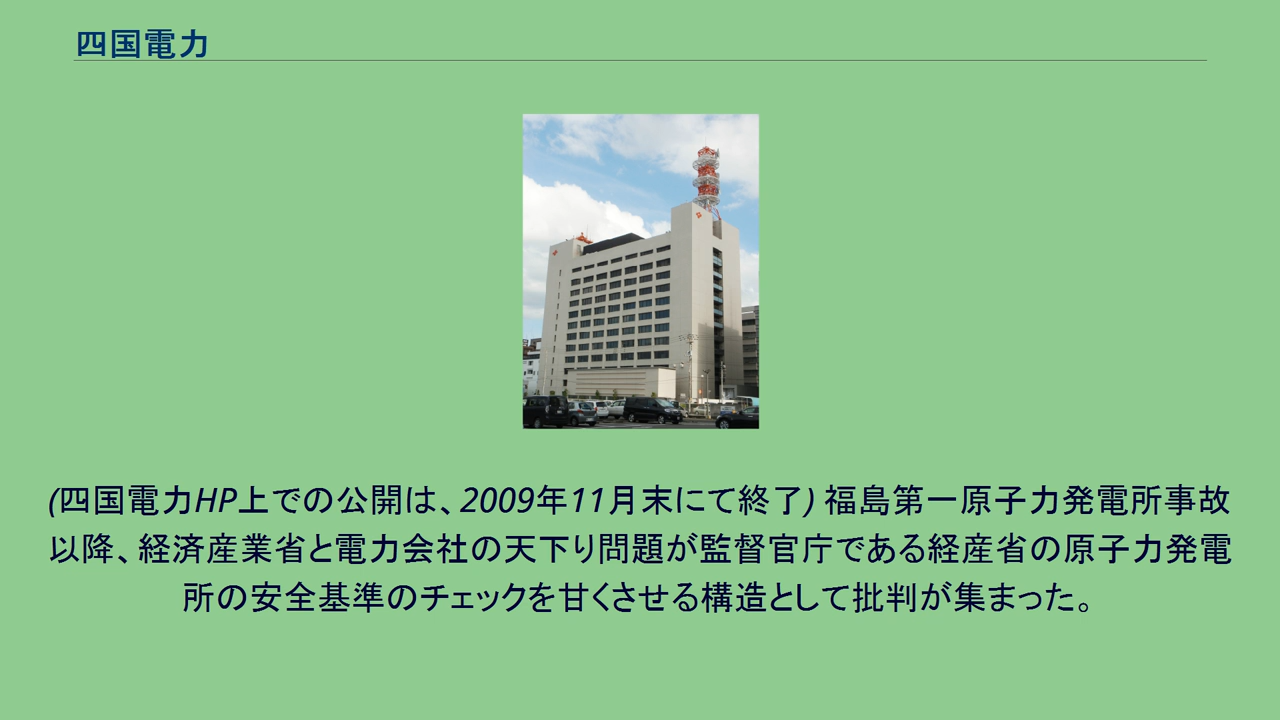 四国電力
(四国電力HP上での公開は、2009年11月末にて終了) 福島第一原子力発電所事故
以降、経済産業省と電力会社の天下り問題が監督官庁である経産省の原子力発電
所の安全基準のチェックを甘くさせる構造として批判が集まった。